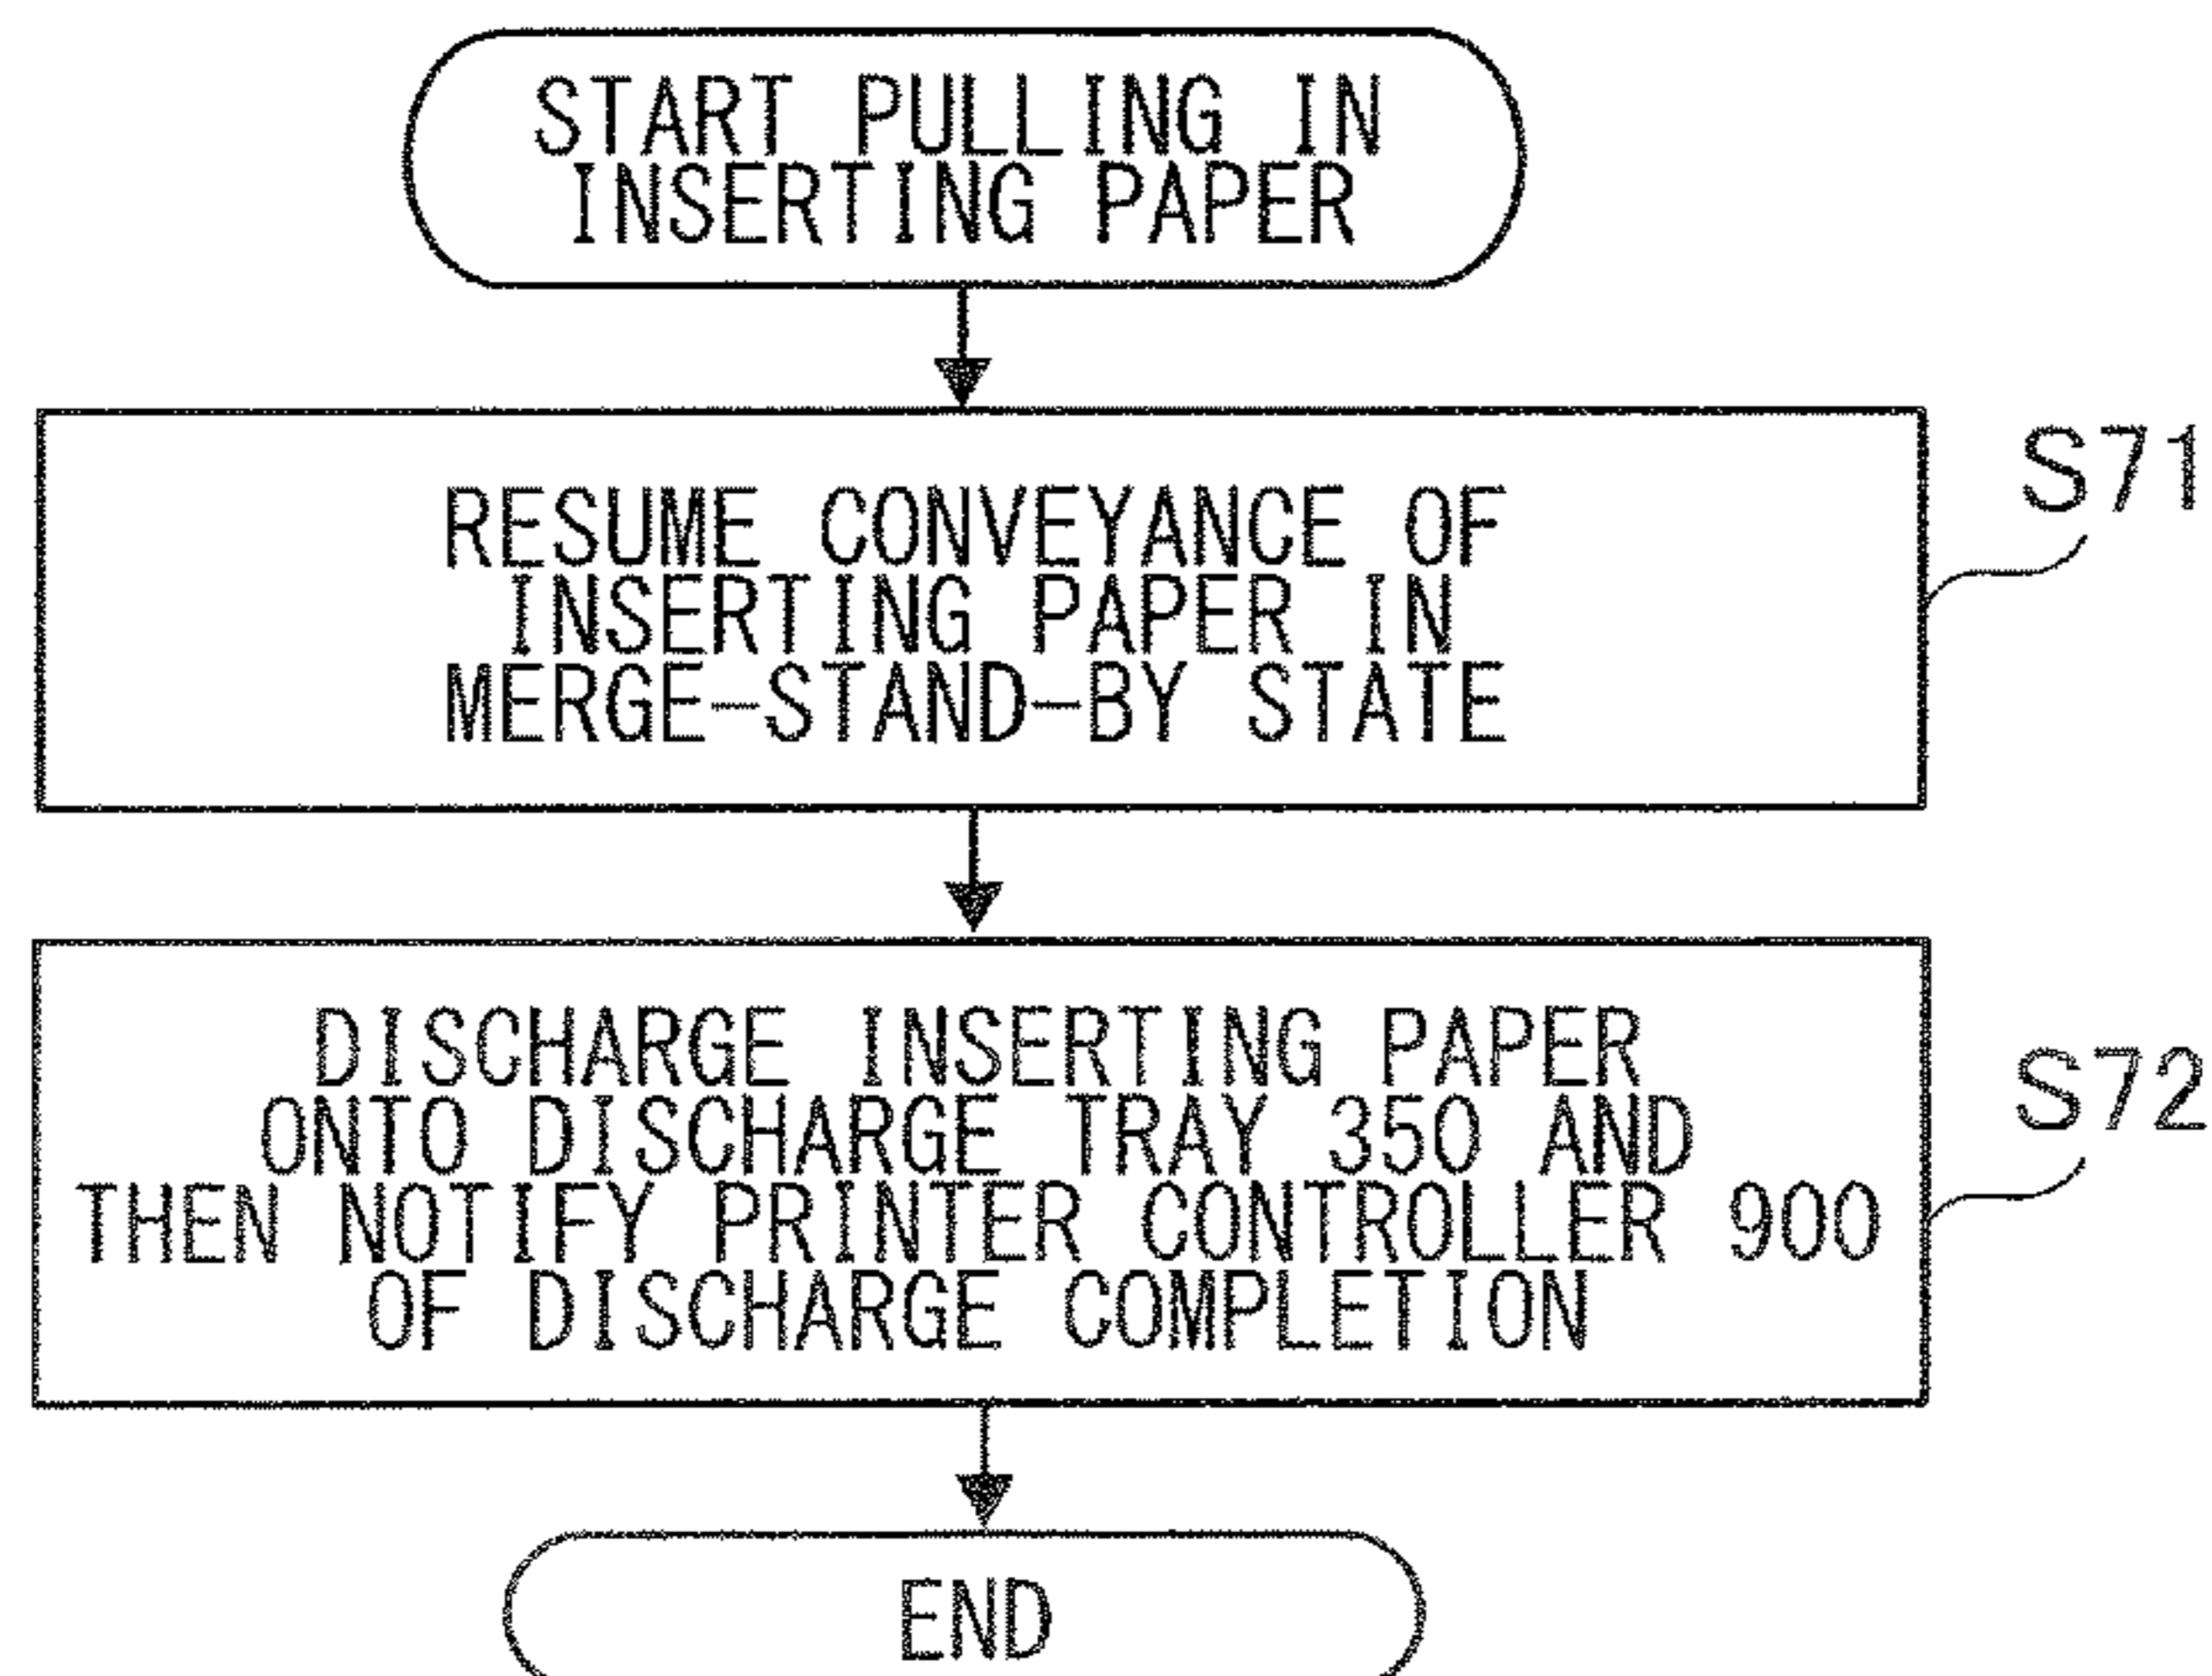 START PULLING IN
INSERTING PAPER
RESUME CONVEYANCE OF
INSERTING PAPER IN
MERGE-STAND-BY STATE
S71
DISCHARGE INSERTING PAPER
ONTO DISCHARGE TRAY 350 AND
THEN NOTIFY PRINTER CONTROLLER 900
OF DISCHARGE COMPLETION
S72
END